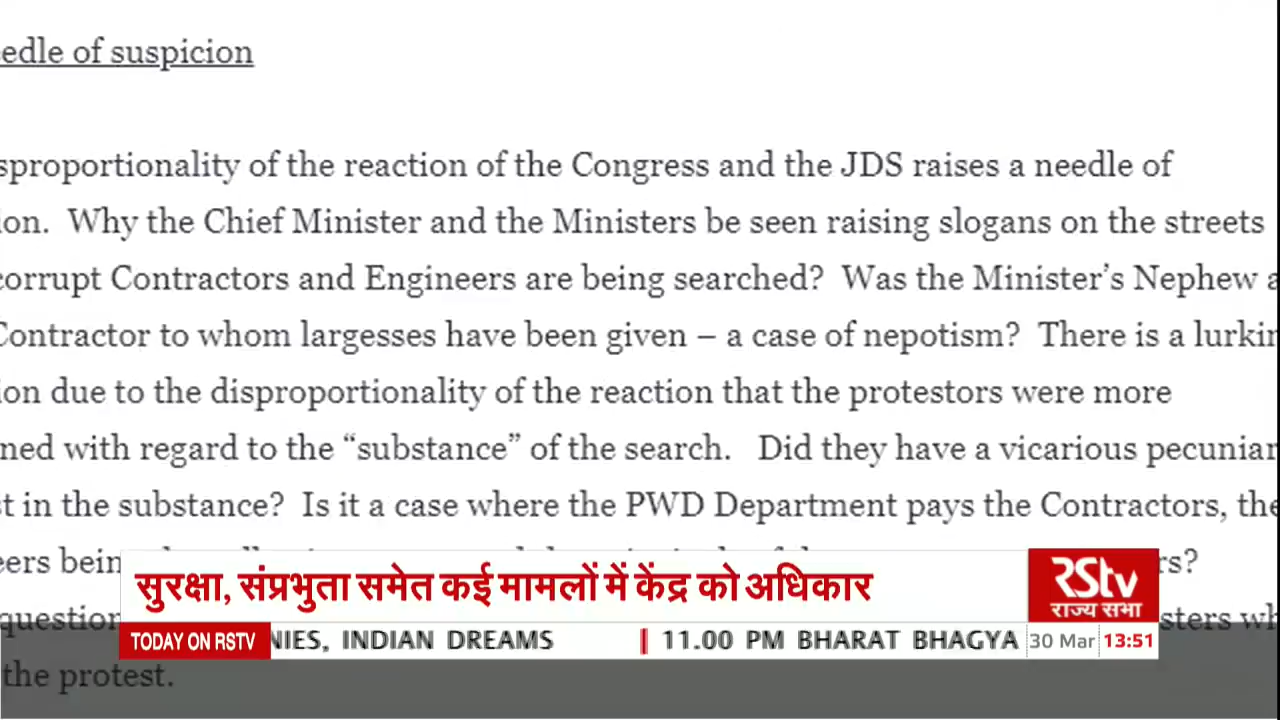 edle of suspicion
sproportionality of the reaction of the Congress and the JDS raises a needle of
ion. Why the Chief Minister and the Ministers be seen raising slogans on the streets
corrupt Contractors and Engineers are being searched? Was the Minister’s Nephew a
Contractor to whom largesses have been given – a case of nepotism? There is a lurkin
ion due to the disproportionality of the reaction that the protestors were more
ned with regard to the “substance” of the search. Did they have a vicarious pecuniar
t in the substance? Is it a case where the PWD Department pays the Contractors, the
eers bein rs?
question sters wh
the protest.
सुरक्षा, संप्रभुता समेत कई मामलों में केंद्र को अधिकार
RStv
राज्य सभा
TODAY ON RSTV NIES, INDIAN DREAMS | 11.00 PM BHARAT BHAGYA 30 Mar 13:51